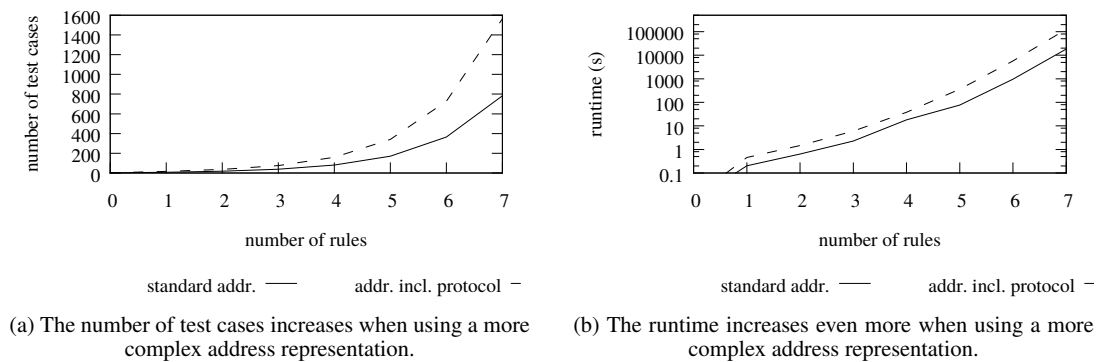 number of test cases
1600
1400
1200
1000
800
600
400
200
0
0 1 2 3 4 5 6 7
number of rules
standard addr.
addr. incl. protocol
(a) The number of test cases increases when using a more
complex address representation.
runtime (s)
100000
10000
1000
100
10
1
0.1
0 1 2 3 4 5 6 7
number of rules
standard addr.
addr. incl. protocol
(b) The runtime increases even more when using a more
complex address representation.